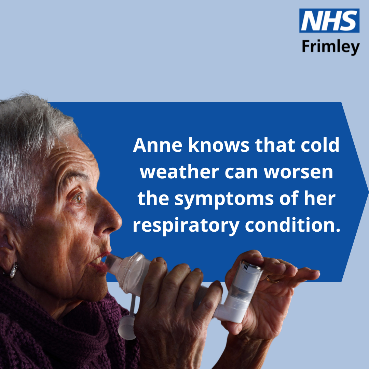 NHS
Frimley
Anne knows that cold
weather can worsen
the symptoms of her
respiratory condition.